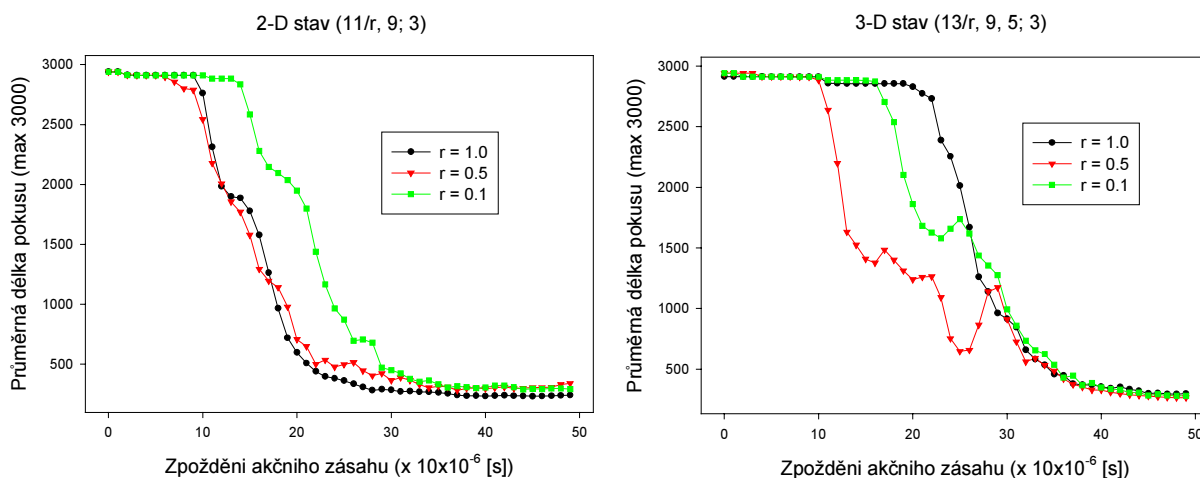 2-D stav (11/r, 9; 3)
Průměrná délka pokusu (max 3000)
3000
2500
2000
1500
1000
500
r = 1.0
r = 0.5
r = 0.1
0 10 20 30 40 50
Zpožděni akčního zásahu (x 10x10⁻⁶ [s])
3-D stav (13/r, 9, 5; 3)
Průměrná délka pokusu (max 3000)
3000
2500
2000
1500
1000
500
r = 1.0
r = 0.5
r = 0.1
0 10 20 30 40 50
Zpožděni akčního zásahu (x 10x10⁻⁶ [s])